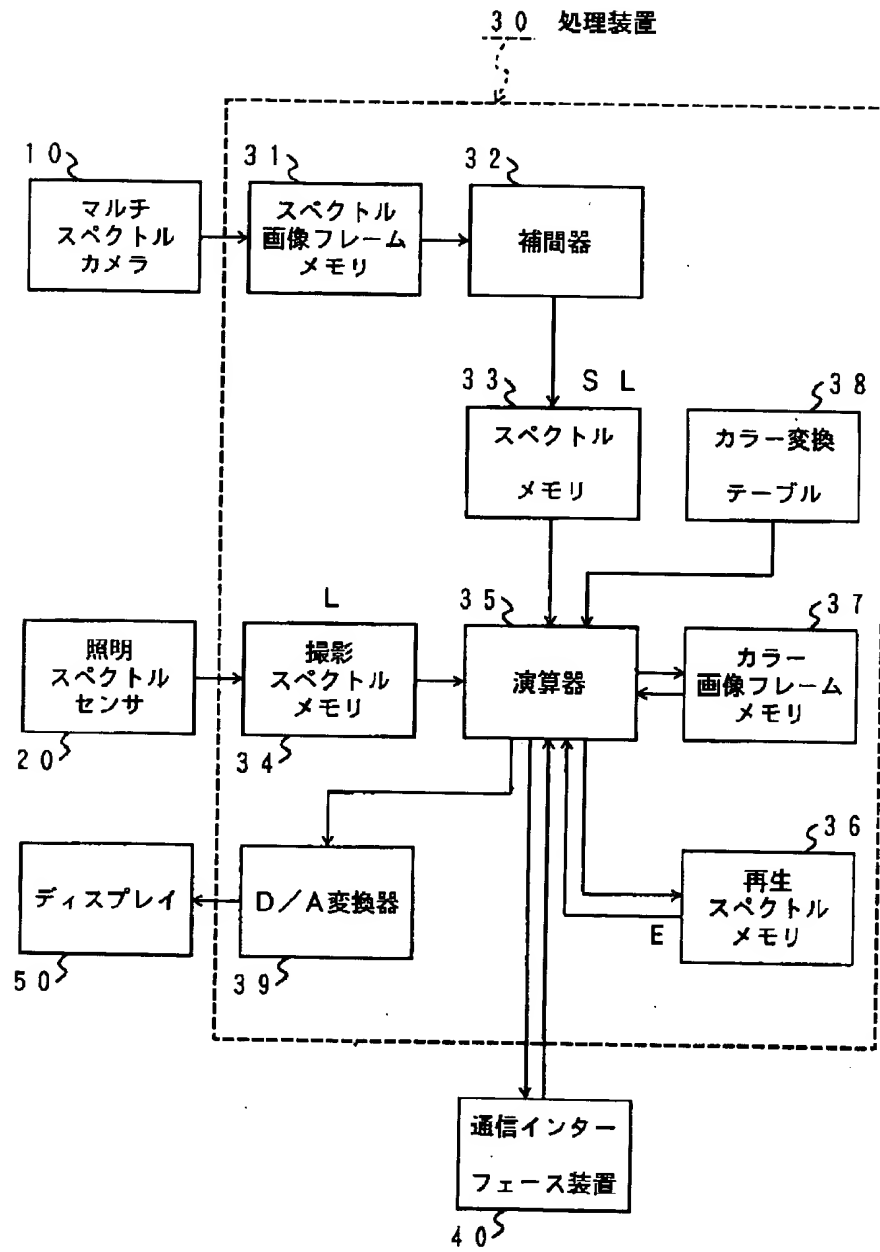 30 処理装置
10
マルチ
スペクトル
カメラ
31
スペクトル
画像フレーム
メモリ
32
補間器
33
SL
スペクトル
メモリ
38
カラー変換
テーブル
20
照明
スペクトル
センサ
L
撮影
スペクトル
メモリ
34
35
演算器
37
カラー
画像フレーム
メモリ
ディスプレイ
50
D/A変換器
39
36
再生
スペクトル
メモリ
E
通信インター
フェース装置
40